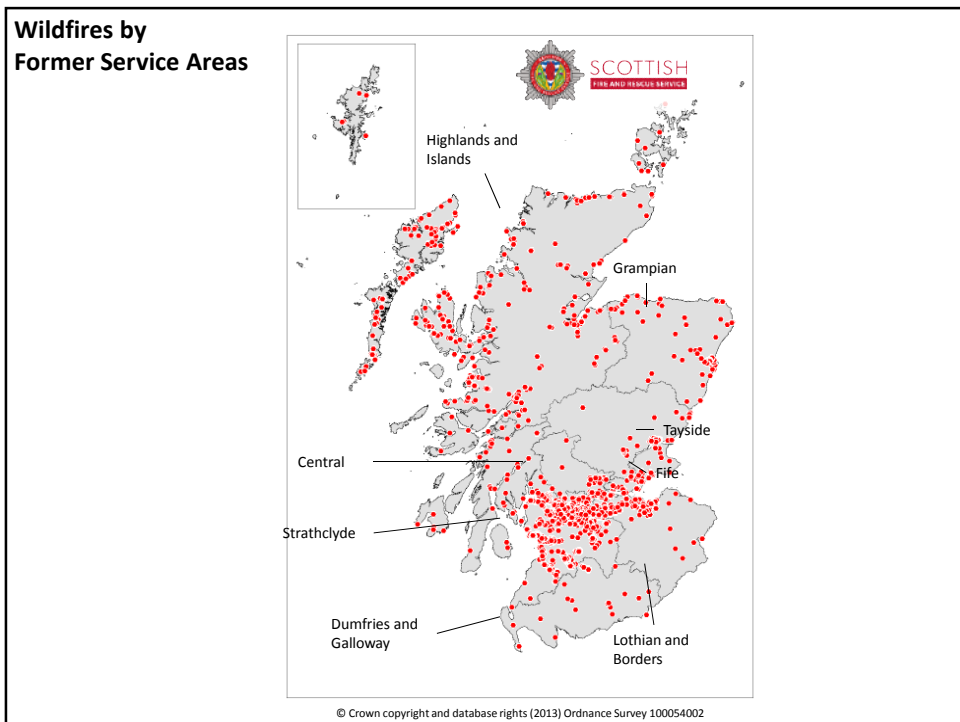 Wildfires by
Former Service Areas
SCOTTISH
FIRE AND RESCUE SERVICE
Highlands and
Islands
Grampian
Tayside
Central
Fife
Strathclyde
Dumfries and
Galloway
Lothian and
Borders
© Crown copyright and database rights (2013) Ordnance Survey 100054002